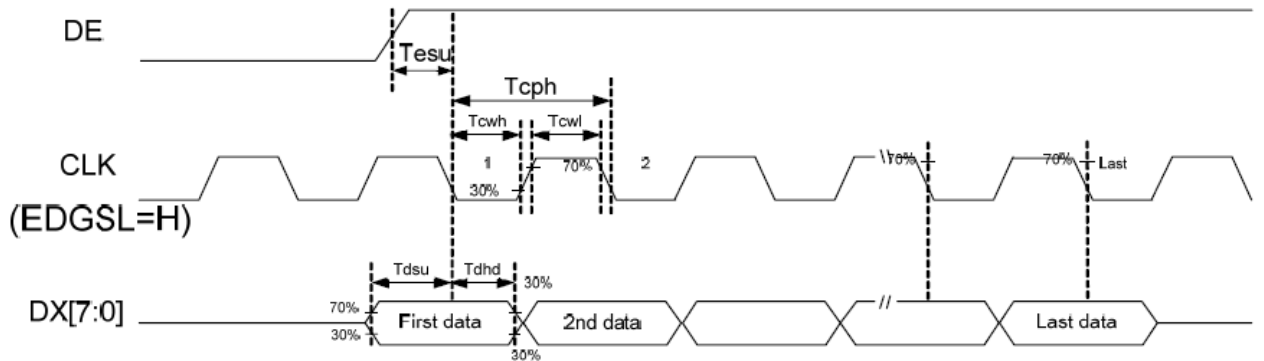 DE
Tesu
Tcph
Tcwh
Tcwl
CLK
1
70%
2
\\
70%
70%
Last
30%
(EDGSL=H)
Tdsu
Tdhd
30%
70%
DX[7:0]
First data
2nd data
//
Last data
30%
30%